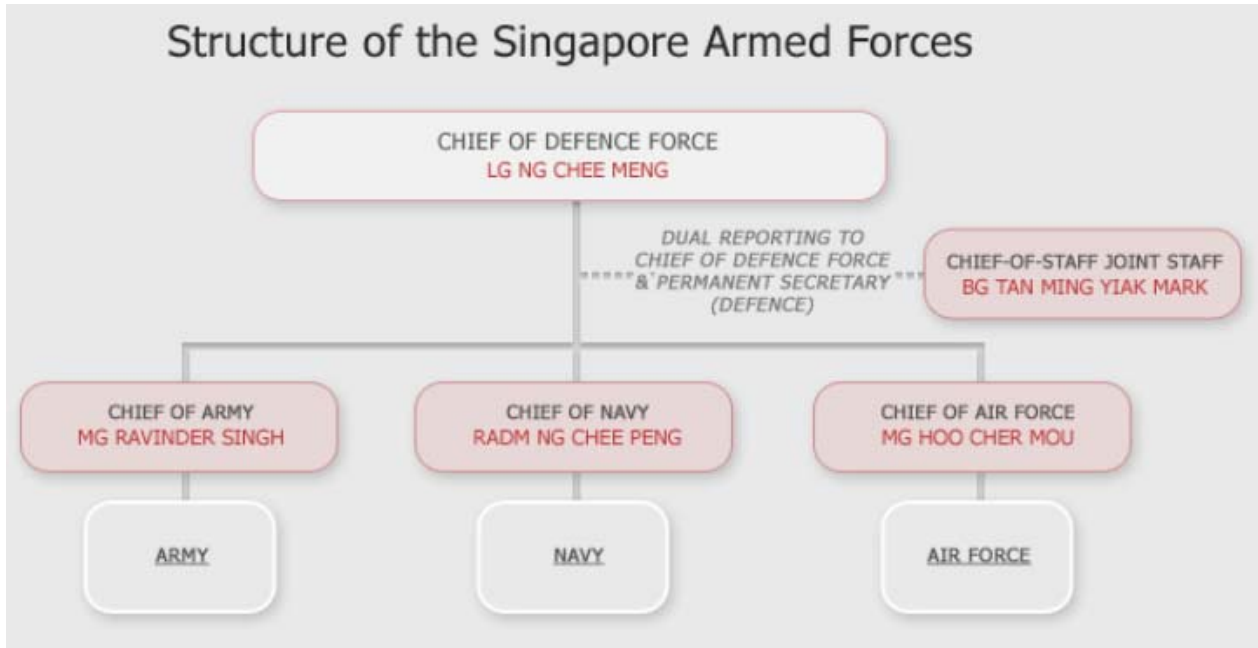 Structure of the Singapore Armed Forces
CHIEF OF DEFENCE FORCE
LG NG CHEE MENG
DUAL REPORTING TO
CHIEF OF DEFENCE FORCE
& PERMANENT SECRETARY
(DEFENCE)
CHIEF-OF-STAFF JOINT STAFF
BG TAN MING YIAK MARK
CHIEF OF ARMY
MG RAVINDER SINGH
CHIEF OF NAVY
RADM NG CHEE PENG
CHIEF OF AIR FORCE
MG HOO CHER MOU
ARMY
NAVY
AIR FORCE